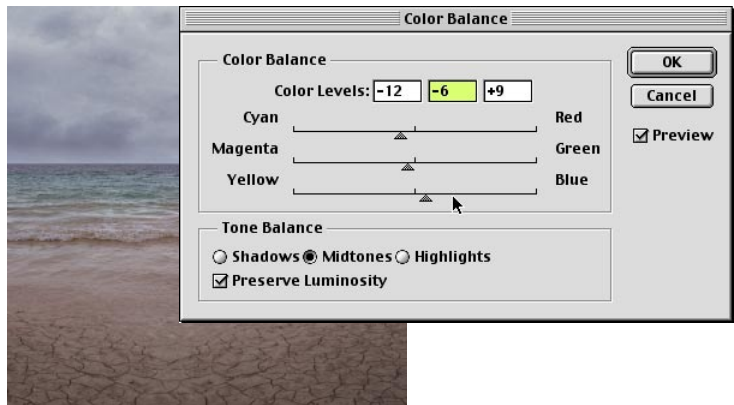 Color Balance
Color Balance
Color Levels: -12 -6 +9
Cyan Red
Magenta Green
Yellow Blue
OK
Cancel
Preview
Tone Balance
Shadows Midtones Highlights
Preserve Luminosity